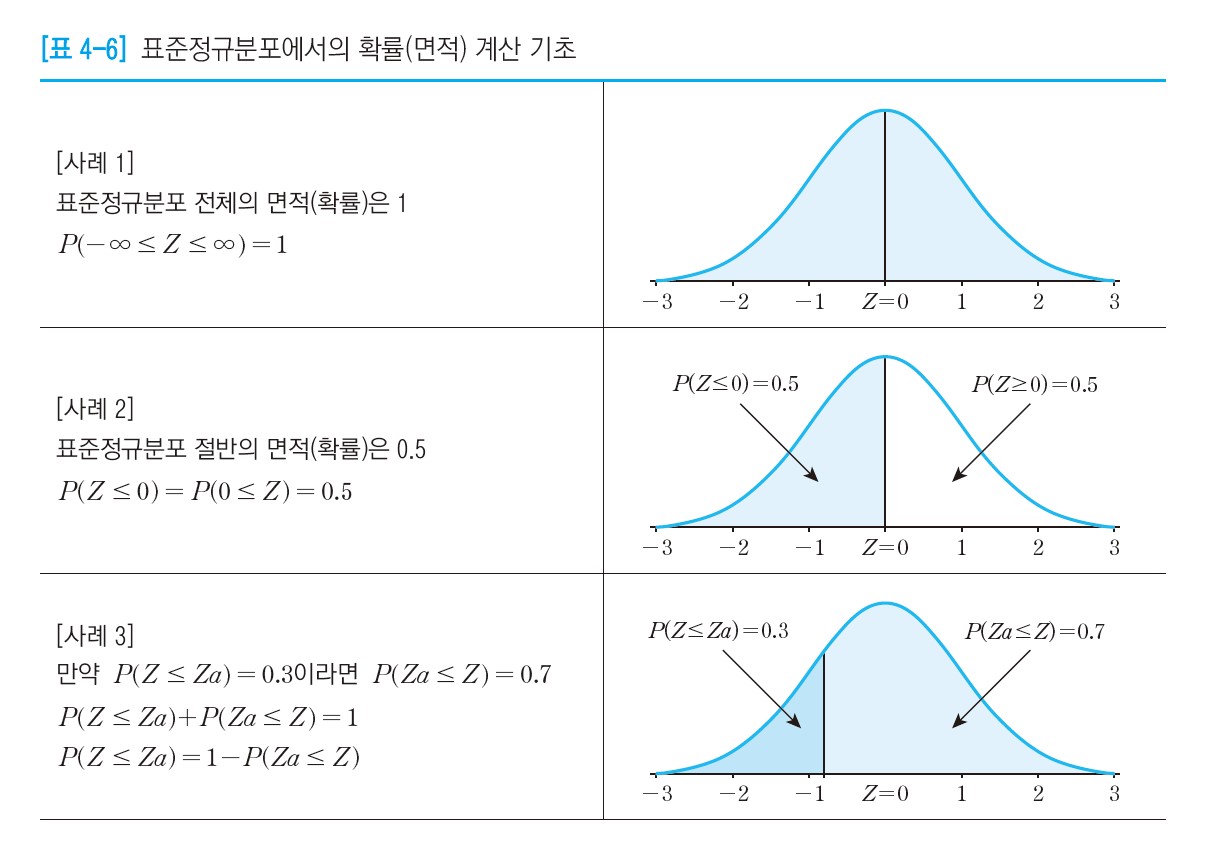 [표 4-6] 표준정규분포에서의 확률(면적) 계산 기초
[사례 1]
표준정규분포 전체의 면적(확률)은 1
P(−∞ ≤ Z ≤ ∞) = 1
−3 −2 −1 Z=0 1 2 3
[사례 2]
표준정규분포 절반의 면적(확률)은 0.5
P(Z ≤ 0) = P(0 ≤ Z) = 0.5
P(Z≤0)=0.5 P(Z≥0)=0.5
−3 −2 −1 Z=0 1 2 3
[사례 3]
만약 P(Z ≤ Za) = 0.3이라면 P(Za ≤ Z) = 0.7
P(Z ≤ Za)+P(Za ≤ Z) = 1
P(Z ≤ Za) = 1−P(Za ≤ Z)
P(Z≤Za)=0.3 P(Za≤Z)=0.7
−3 −2 −1 Z=0 1 2 3